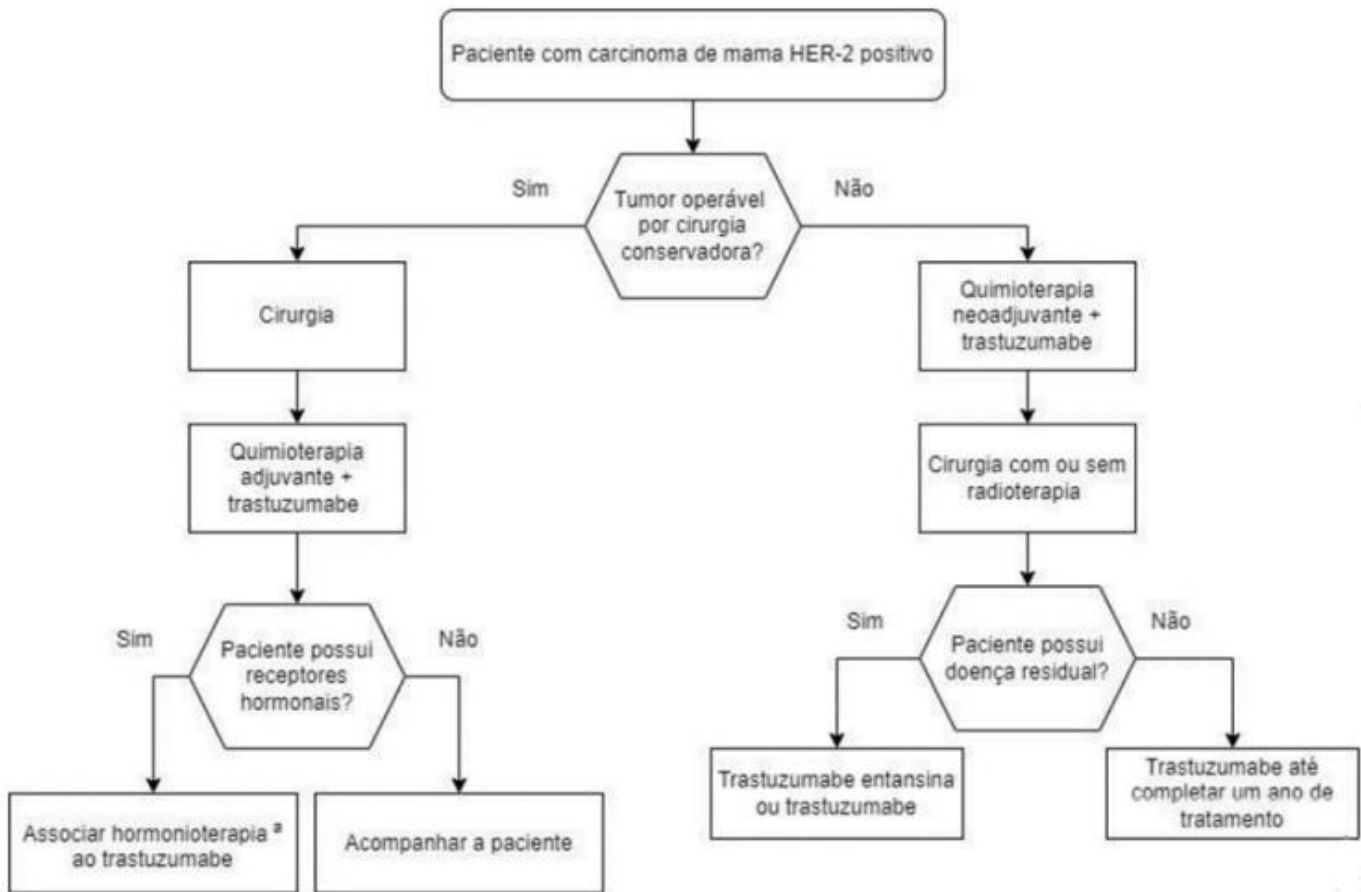 Paciente com carcinoma de mama HER-2 positivo
Sim
Tumor operável
por cirurgia
conservadora?
Não
Cirurgia
Quimioterapia
neoadjuvante +
trastuzumabe
Quimioterapia
adjuvante +
trastuzumabe
Cirurgia com ou sem
radioterapia
Sim
Paciente possui
receptores
hormonais?
Não
Sim
Paciente possui
doença residual?
Não
Associar hormonioterapia ª
ao trastuzumabe
Acompanhar a paciente
Trastuzumabe entansina
ou trastuzumabe
Trastuzumabe até
completar um ano de
tratamento